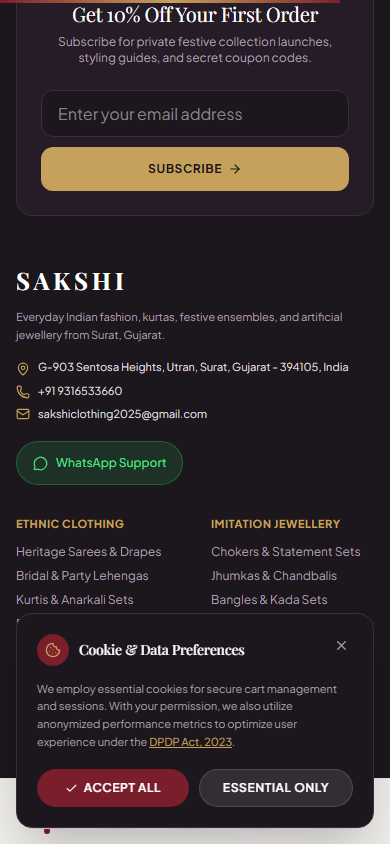 Get 10% Off Your First Order
Subscribe for private festive collection launches,
styling guides, and secret coupon codes.
Enter your email address
SUBSCRIBE →
SAKSHI
Everyday Indian fashion, kurtas, festive ensembles, and artificial
jewellery from Surat, Gujarat.
G-903 Sentosa Heights, Utran, Surat, Gujarat - 394105, India
+91 9316533660
sakshiclothing2025@gmail.com
WhatsApp Support
ETHNIC CLOTHING
Heritage Sarees & Drapes
Bridal & Party Lehengas
Kurtis & Anarkali Sets
IMITATION JEWELLERY
Chokers & Statement Sets
Jhumkas & Chandbalis
Bangles & Kada Sets
Cookie & Data Preferences
We employ essential cookies for secure cart management
and sessions. With your permission, we also utilize
anonymized performance metrics to optimize user
experience under the DPDP Act, 2023.
ACCEPT ALL
ESSENTIAL ONLY